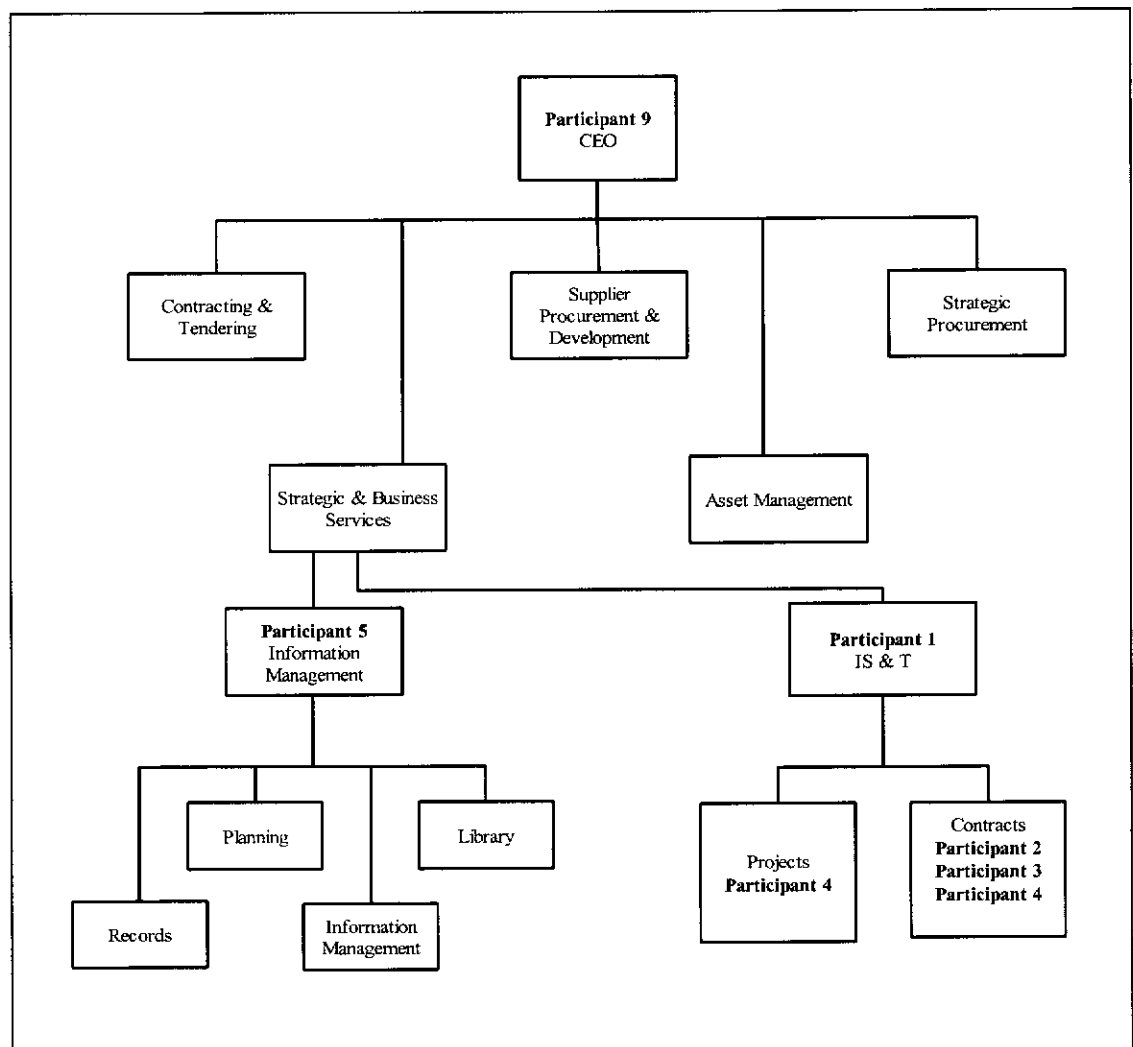 Participant 9
CEO
Contracting &
Tendering
Supplier
Procurement &
Development
Strategic
Procurement
Strategic & Business
Services
Asset Management
Participant 5
Information
Management
Participant 1
IS & T
Records
Planning
Information
Management
Library
Projects
Participant 4
Contracts
Participant 2
Participant 3
Participant 4